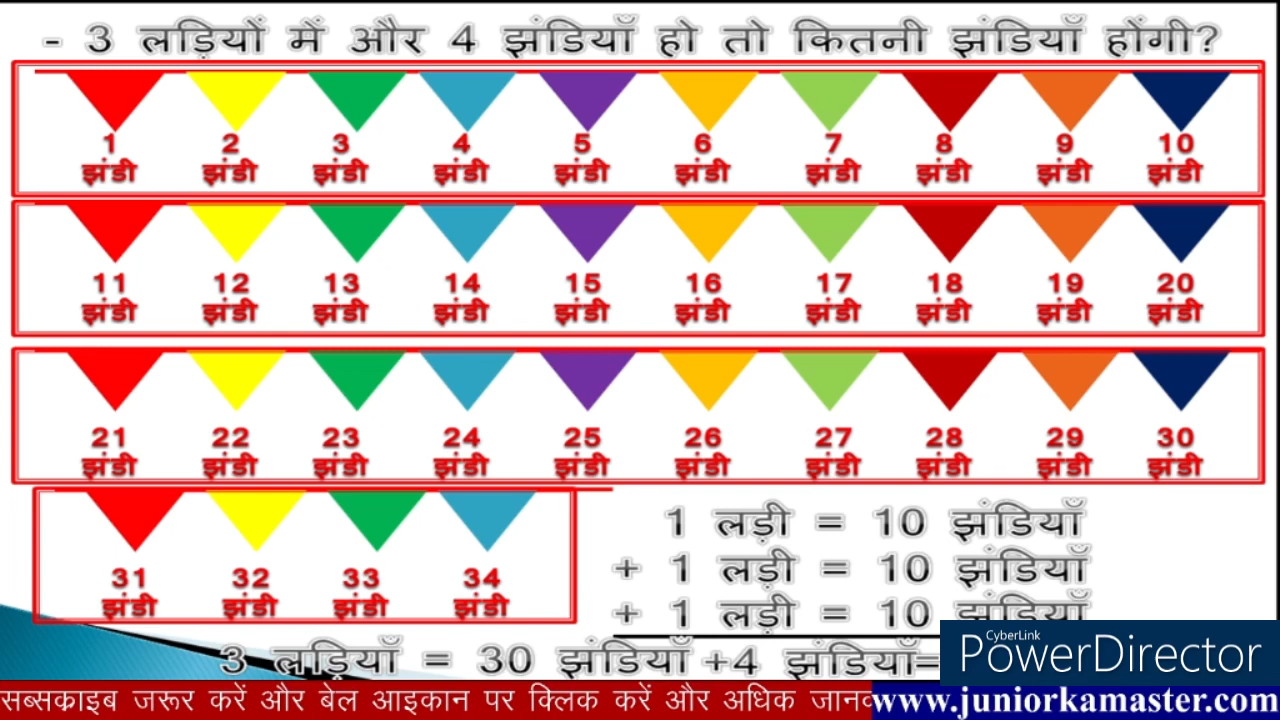 - 3 लड़ियों में और 4 झंडियाँ हो तो कितनी झंडियाँ होंगी?
1 2 3 4 5 6 7 8 9 10
झंडी झंडी झंडी झंडी झंडी झंडी झंडी झंडी झंडी झंडी
11 12 13 14 15 16 17 18 19 20
झंडी झंडी झंडी झंडी झंडी झंडी झंडी झंडी झंडी झंडी
21 22 23 24 25 26 27 28 29 30
झंडी झंडी झंडी झंडी झंडी झंडी झंडी झंडी झंडी झंडी
31 32 33 34
झंडी झंडी झंडी झंडी
1 लड़ी = 10 झंडियाँ
+ 1 लड़ी = 10 झंडियाँ
+ 1 लड़ी = 10 झंडियाँ
3 लड़ियाँ = 30 झंडियाँ +4 झंडियाँ=
CyberLink
PowerDirector
सब्सक्राइब जरूर करें और बेल आइकान पर क्लिक करें और अधिक
www.juniorkamaster.com